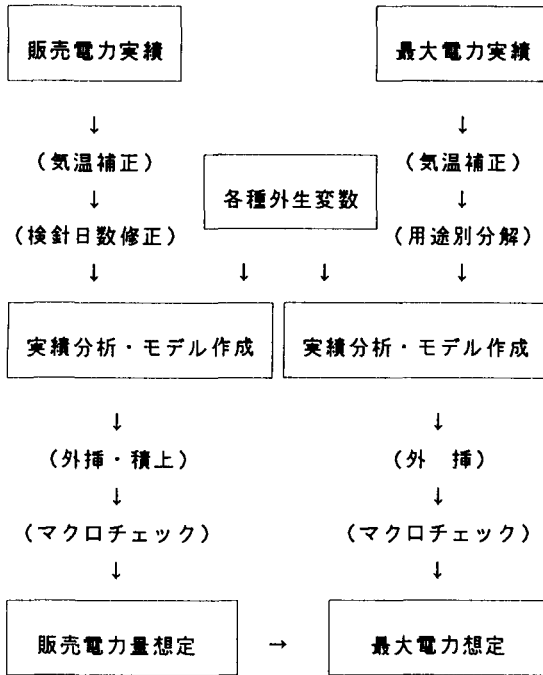 販売電力実績 最大電力実績
↓ ↓
(気温補正) (気温補正)
各種外生変数
↓ ↓
(検針日数修正) (用途別分解)
↓ ↓ ↓ ↓
実績分析・モデル作成 実績分析・モデル作成
↓ ↓
(外挿・積上) (外 挿)
↓ ↓
(マクロチェック) (マクロチェック)
↓ ↓
販売電力量想定 → 最大電力想定